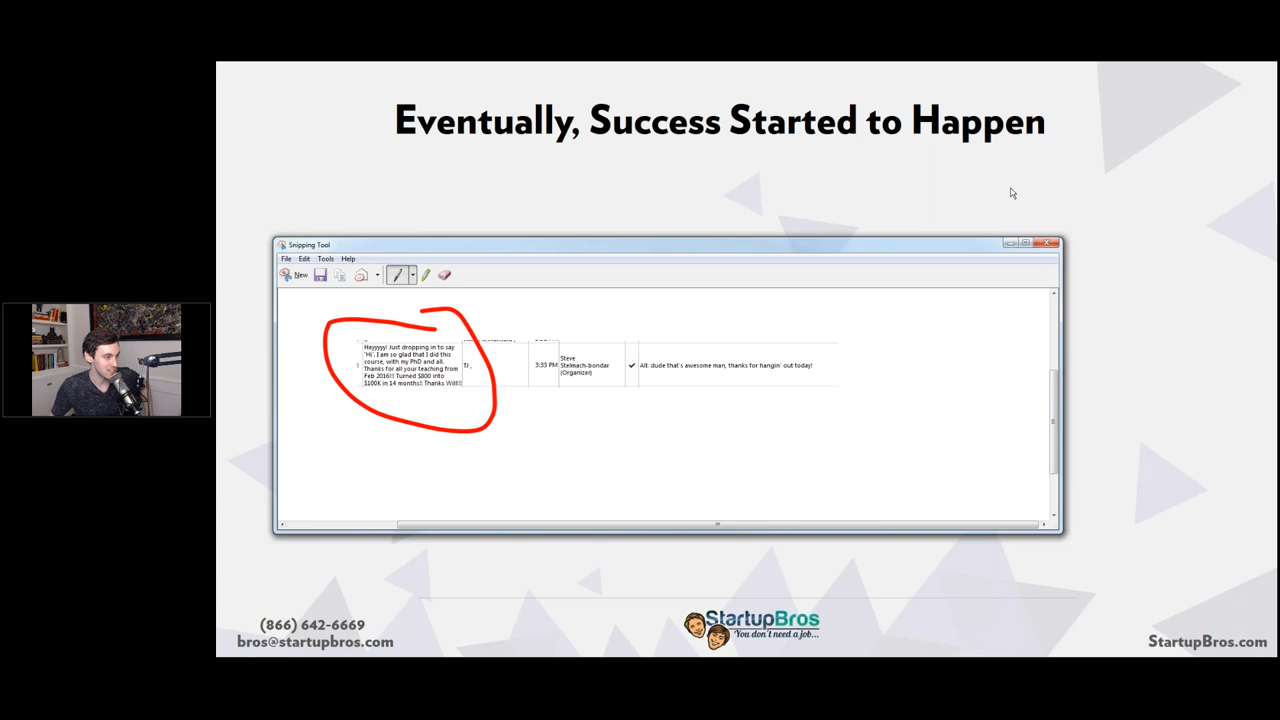 Eventually, Success Started to Happen
Snipping Tool
File Edit Tools Help
New
Heyyyyy! Just dropping in to say
'Hi'. I am so glad that I did this
course, with my PhD and all.
Thanks for all your teaching from
Feb 2016!! Turned $800 into
$100K in 14 months!! Thanks Will!!
TJ ,
3:33 PM
Steve
Stelmach-bondar
(Organizer)
All: dude that's awesome man, thanks for hangin' out today!
(866) 642-6669
bros@startupbros.com
StartupBros
You don't need a job...
StartupBros.com